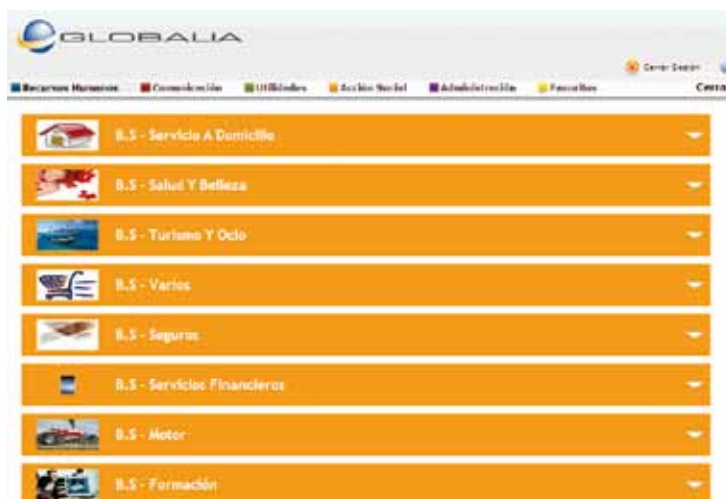 GLOBALIA
Cerrar Sesión
Recursos Humanos Comunicación Utilidades Acción Social Administración Favoritos Cerra
B.S - Servicio A Domicilio
B.S - Salud Y Belleza
B.S - Turismo Y Ocio
B.S - Varios
B.S - Seguros
B.S - Servicios Financieros
B.S - Motor
B.S - Formación